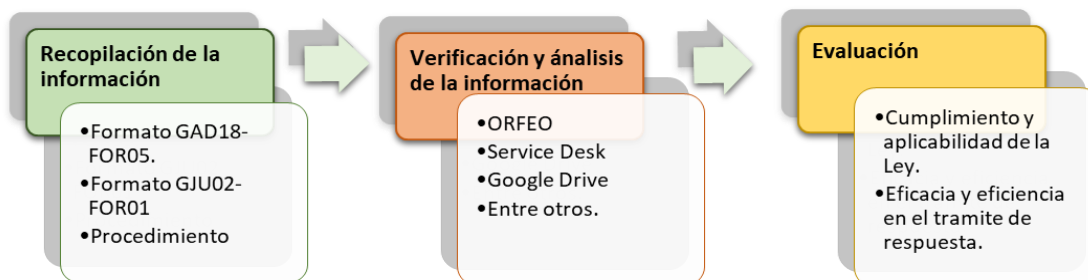 Recopilación de la
información
•Formato GAD18-
FOR05.
•Formato GJU02-
FOR01
•Procedimiento
Verificación y ánalisis
de la información
•ORFEO
•Service Desk
•Google Drive
•Entre otros.
Evaluación
•Cumplimiento y
aplicabilidad de la
Ley.
•Eficacia y eficiencia
en el tramite de
respuesta.